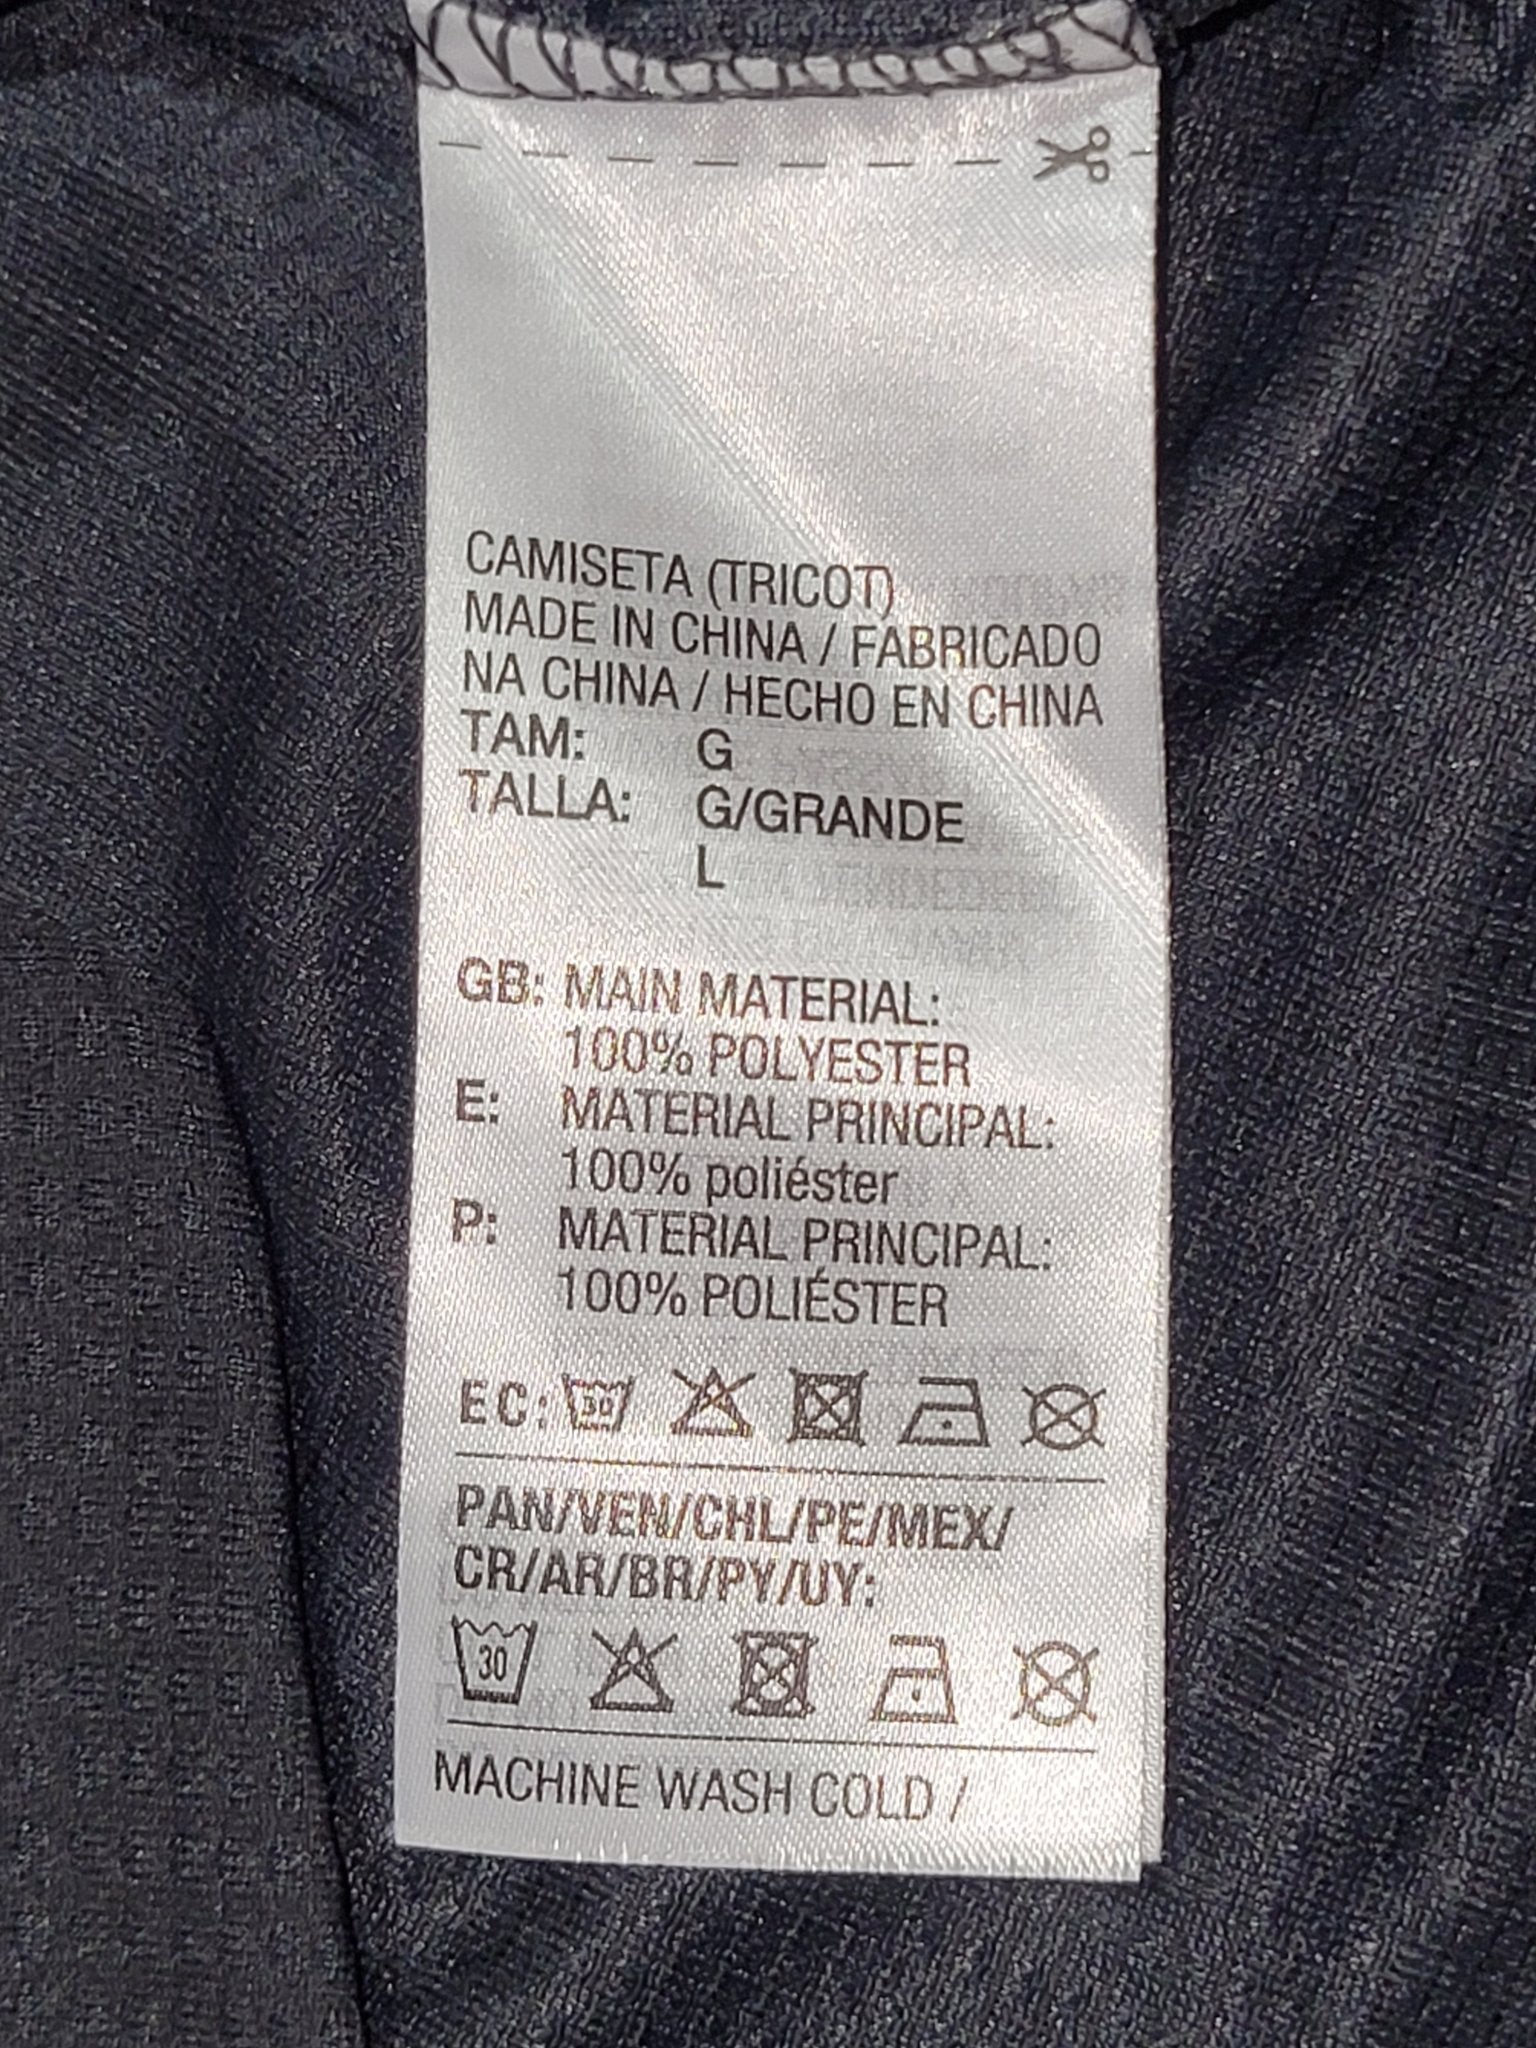 CAMISETA (TRICOT)
MADE IN CHINA / FABRICADO
NA CHINA / HECHO EN CHINA
TAM: G
TALLA: G/GRANDE
L
GB: MAIN MATERIAL:
100% POLYESTER
E: MATERIAL PRINCIPAL:
100% poliéster
P: MATERIAL PRINCIPAL:
100% POLIÉSTER
EC: 30
PAN/VEN/CHL/PE/MEX/
CR/AR/BR/PY/UY:
30
MACHINE WASH COLD /